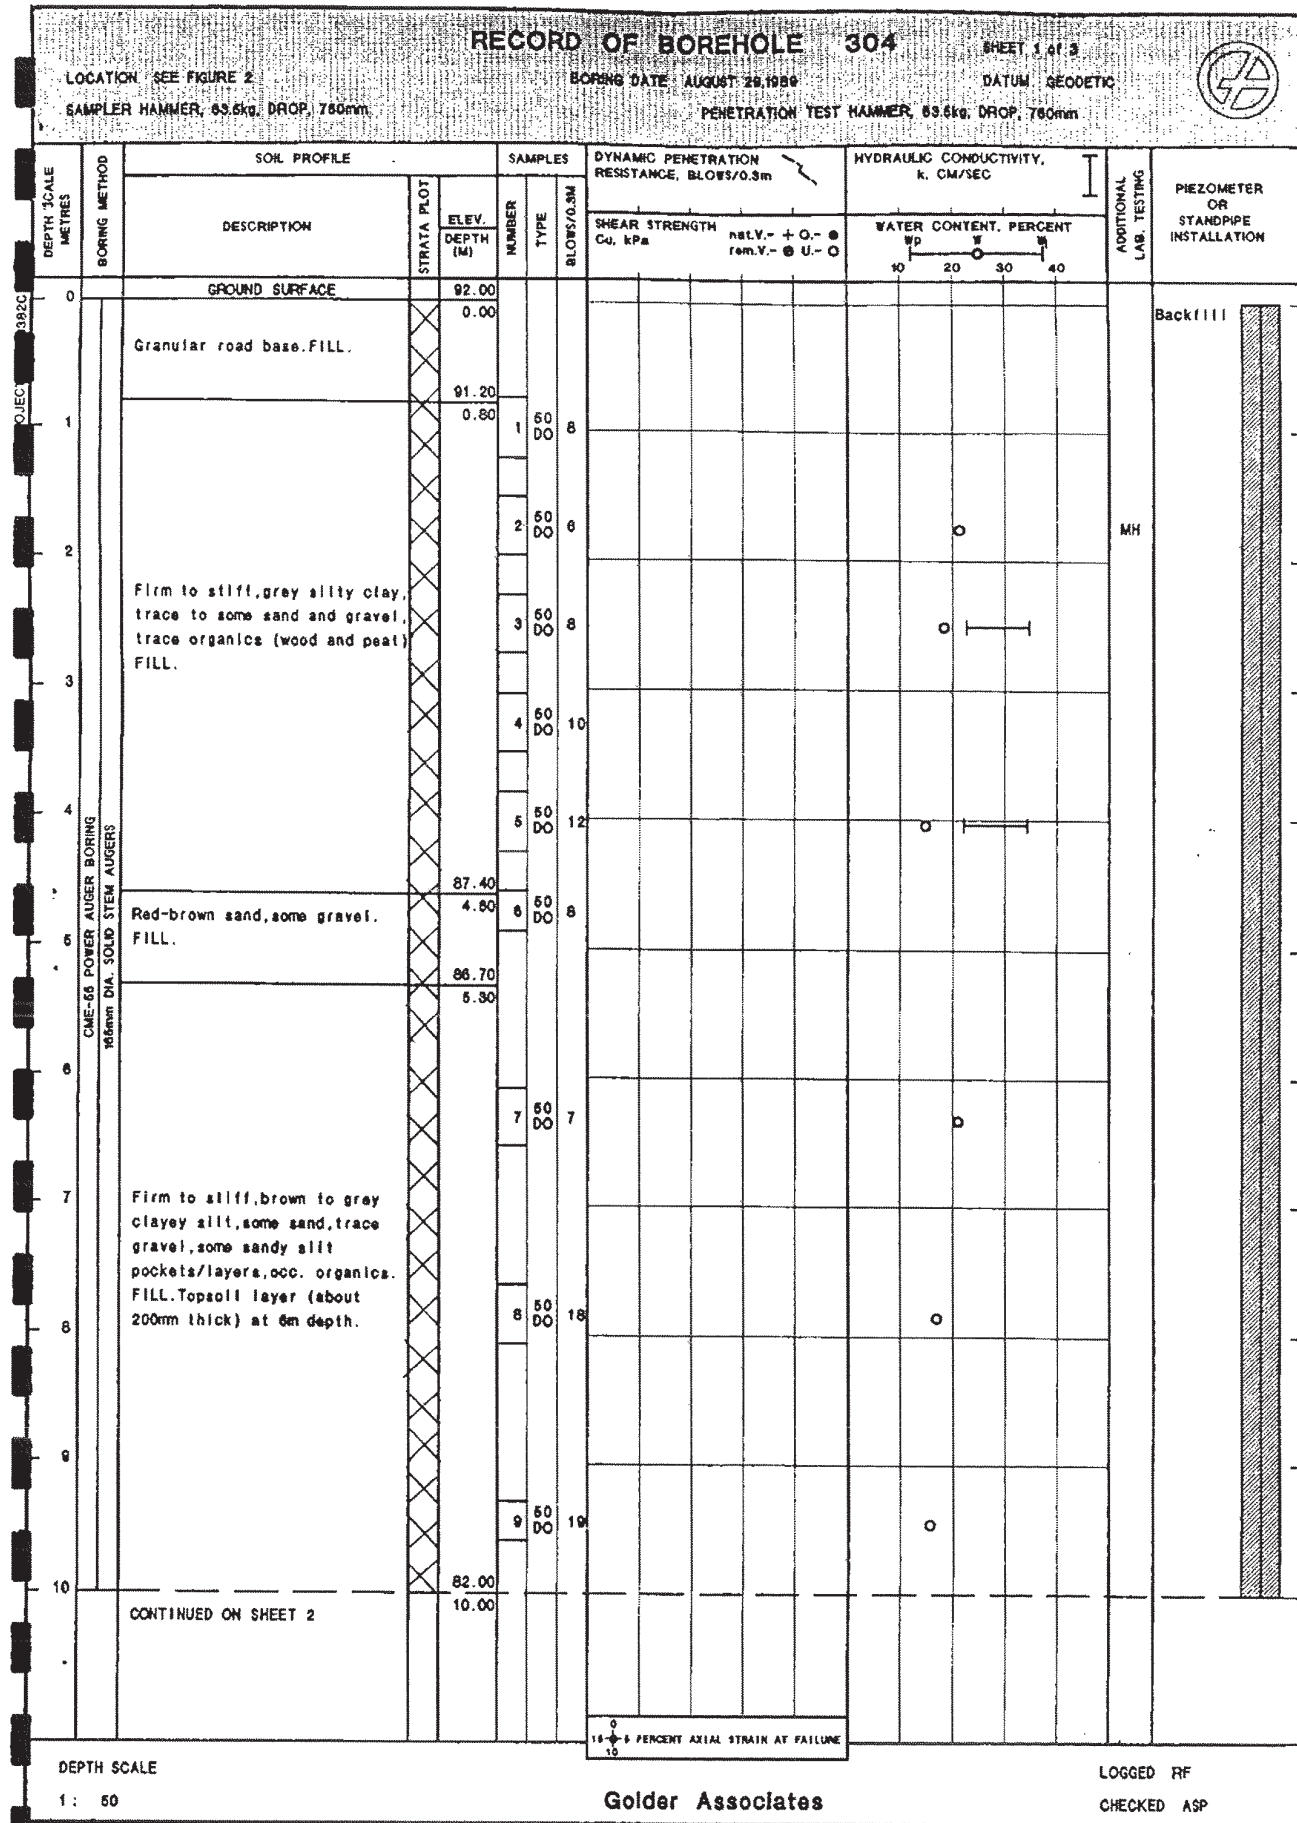 RECORD OF BOREHOLE 304
SHEET 1 of 3
LOCATION SEE FIGURE 2
BORING DATE AUGUST 29,1989
DATUM GEODETIC
SAMPLER HAMMER, 63.5kg, DROP, 760mm
PENETRATION TEST HAMMER, 63.5kg, DROP, 760mm
DEPTH SCALE
METRES
BORING METHOD
SOIL PROFILE
DESCRIPTION
STRATA PLOT
ELEV.
DEPTH
(M)
SAMPLES
NUMBER
TYPE
BLOWS/0.3M
DYNAMIC PENETRATION
RESISTANCE, BLOWS/0.3m
SHEAR STRENGTH
Cu, kPa
nat.V.- + Q.- ●
rem.V.- ⊕ U.- O
HYDRAULIC CONDUCTIVITY,
k, CM/SEC
WATER CONTENT, PERCENT
Wp W Wl
10 20 30 40
ADDITIONAL
LAB. TESTING
PIEZOMETER
OR
STANDPIPE
INSTALLATION
OJECT 382C
0
GROUND SURFACE
92.00
0.00
Backfill
Granular road base.FILL.
91.20
0.80
1
1 50 DO 8
2 50 DO 6
MH
2
Firm to stiff,grey silty clay,
trace to some sand and gravel,
trace organics (wood and peat)
FILL.
3 50 DO 8
3
4 50 DO 10
4
5 50 DO 12
CME-55 POWER AUGER BORING
87.40
4.60
Red-brown sand,some gravel.
FILL.
6 50 DO 8
5
86.70
5.30
6
7 50 DO 7
7
Firm to stiff,brown to grey
clayey silt,some sand,trace
gravel,some sandy silt
pockets/layers,occ. organics.
FILL.Topsoil layer (about
200mm thick) at 6m depth.
8 50 DO 18
8
9
9 50 DO 19
10
82.00
10.00
CONTINUED ON SHEET 2
0
15 5 PERCENT AXIAL STRAIN AT FAILURE
10
DEPTH SCALE
1 : 50
Golder Associates
LOGGED RF
CHECKED ASP